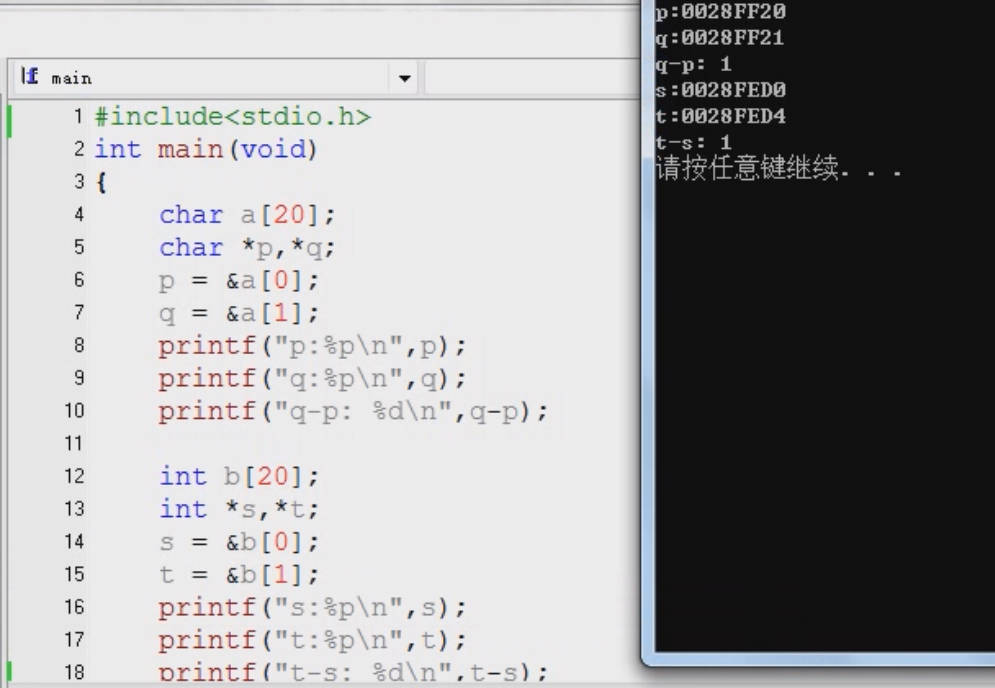 main
1 #include<stdio.h>
2 int main(void)
3 {
4 char a[20];
5 char *p,*q;
6 p = &a[0];
7 q = &a[1];
8 printf("p:%p\n",p);
9 printf("q:%p\n",q);
10 printf("q-p: %d\n",q-p);
11
12 int b[20];
13 int *s,*t;
14 s = &b[0];
15 t = &b[1];
16 printf("s:%p\n",s);
17 printf("t:%p\n",t);
18 printf("t-s: %d\n",t-s);
p:0028FF20
q:0028FF21
q-p: 1
s:0028FED0
t:0028FED4
t-s: 1
请按任意键继续. . .